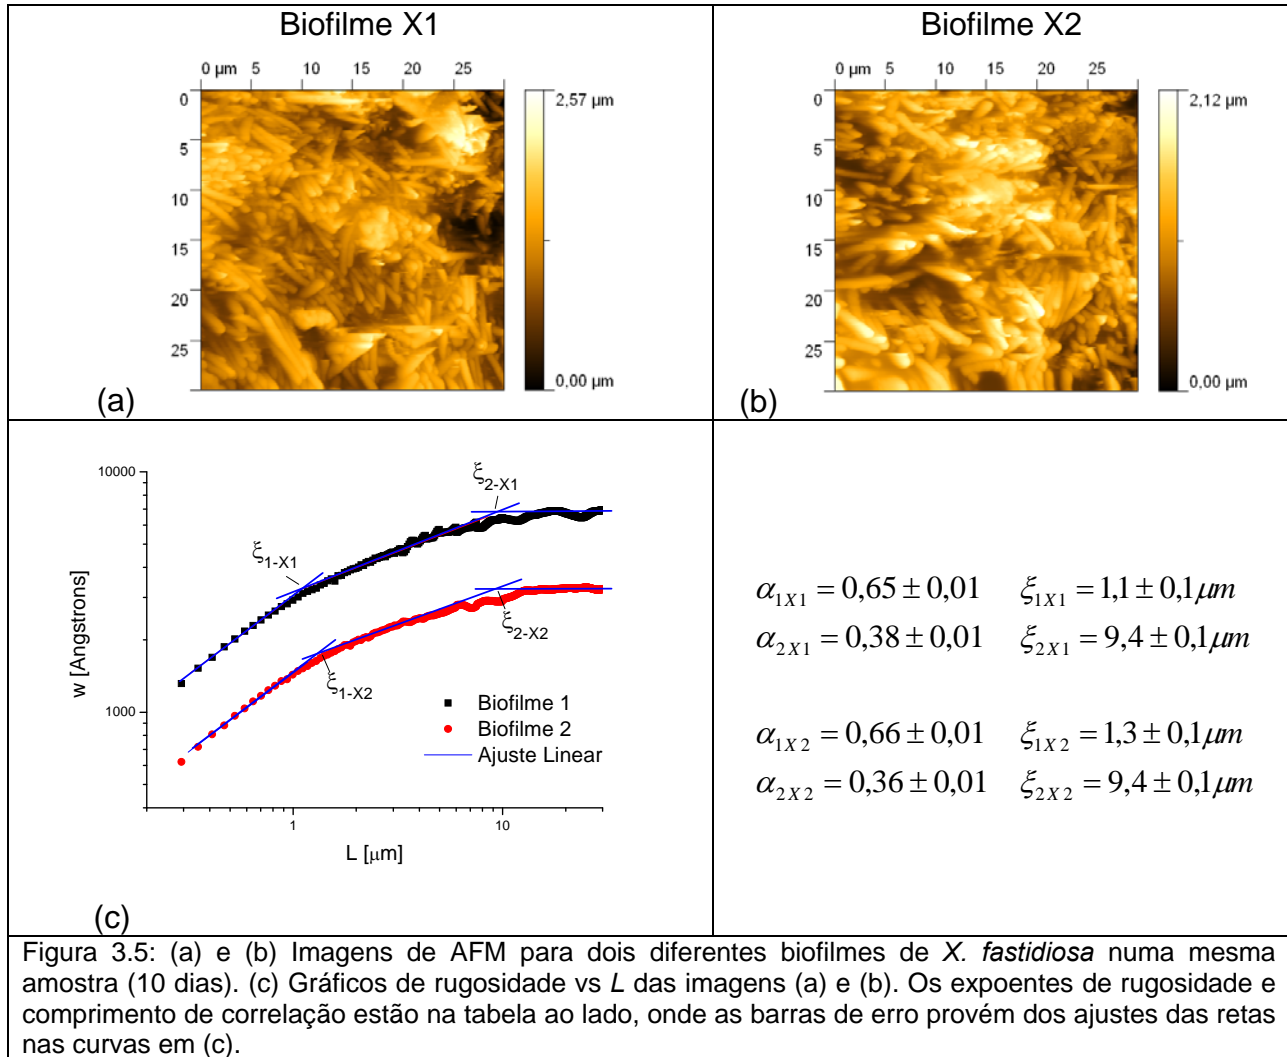 Biofilme X1
Biofilme X2
0 µm 5 10 15 20 25
0
5
10
15
20
25
2,57 µm
0,00 µm
(a)
0 µm 5 10 15 20 25
0
5
10
15
20
25
2,12 µm
0,00 µm
(b)
10000
1000
w [Angstrons]
ξ2-X1
ξ1-X1
ξ2-X2
ξ1-X2
Biofilme 1
Biofilme 2
Ajuste Linear
1 10
L [µm]
(c)
α1X1 = 0,65 ± 0,01 ξ1X1 = 1,1 ± 0,1µm
α2X1 = 0,38 ± 0,01 ξ2X1 = 9,4 ± 0,1µm
α1X2 = 0,66 ± 0,01 ξ1X2 = 1,3 ± 0,1µm
α2X2 = 0,36 ± 0,01 ξ2X2 = 9,4 ± 0,1µm
Figura 3.5: (a) e (b) Imagens de AFM para dois diferentes biofilmes de X. fastidiosa numa mesma
amostra (10 dias). (c) Gráficos de rugosidade vs L das imagens (a) e (b). Os expoentes de rugosidade e
comprimento de correlação estão na tabela ao lado, onde as barras de erro provém dos ajustes das retas
nas curvas em (c).